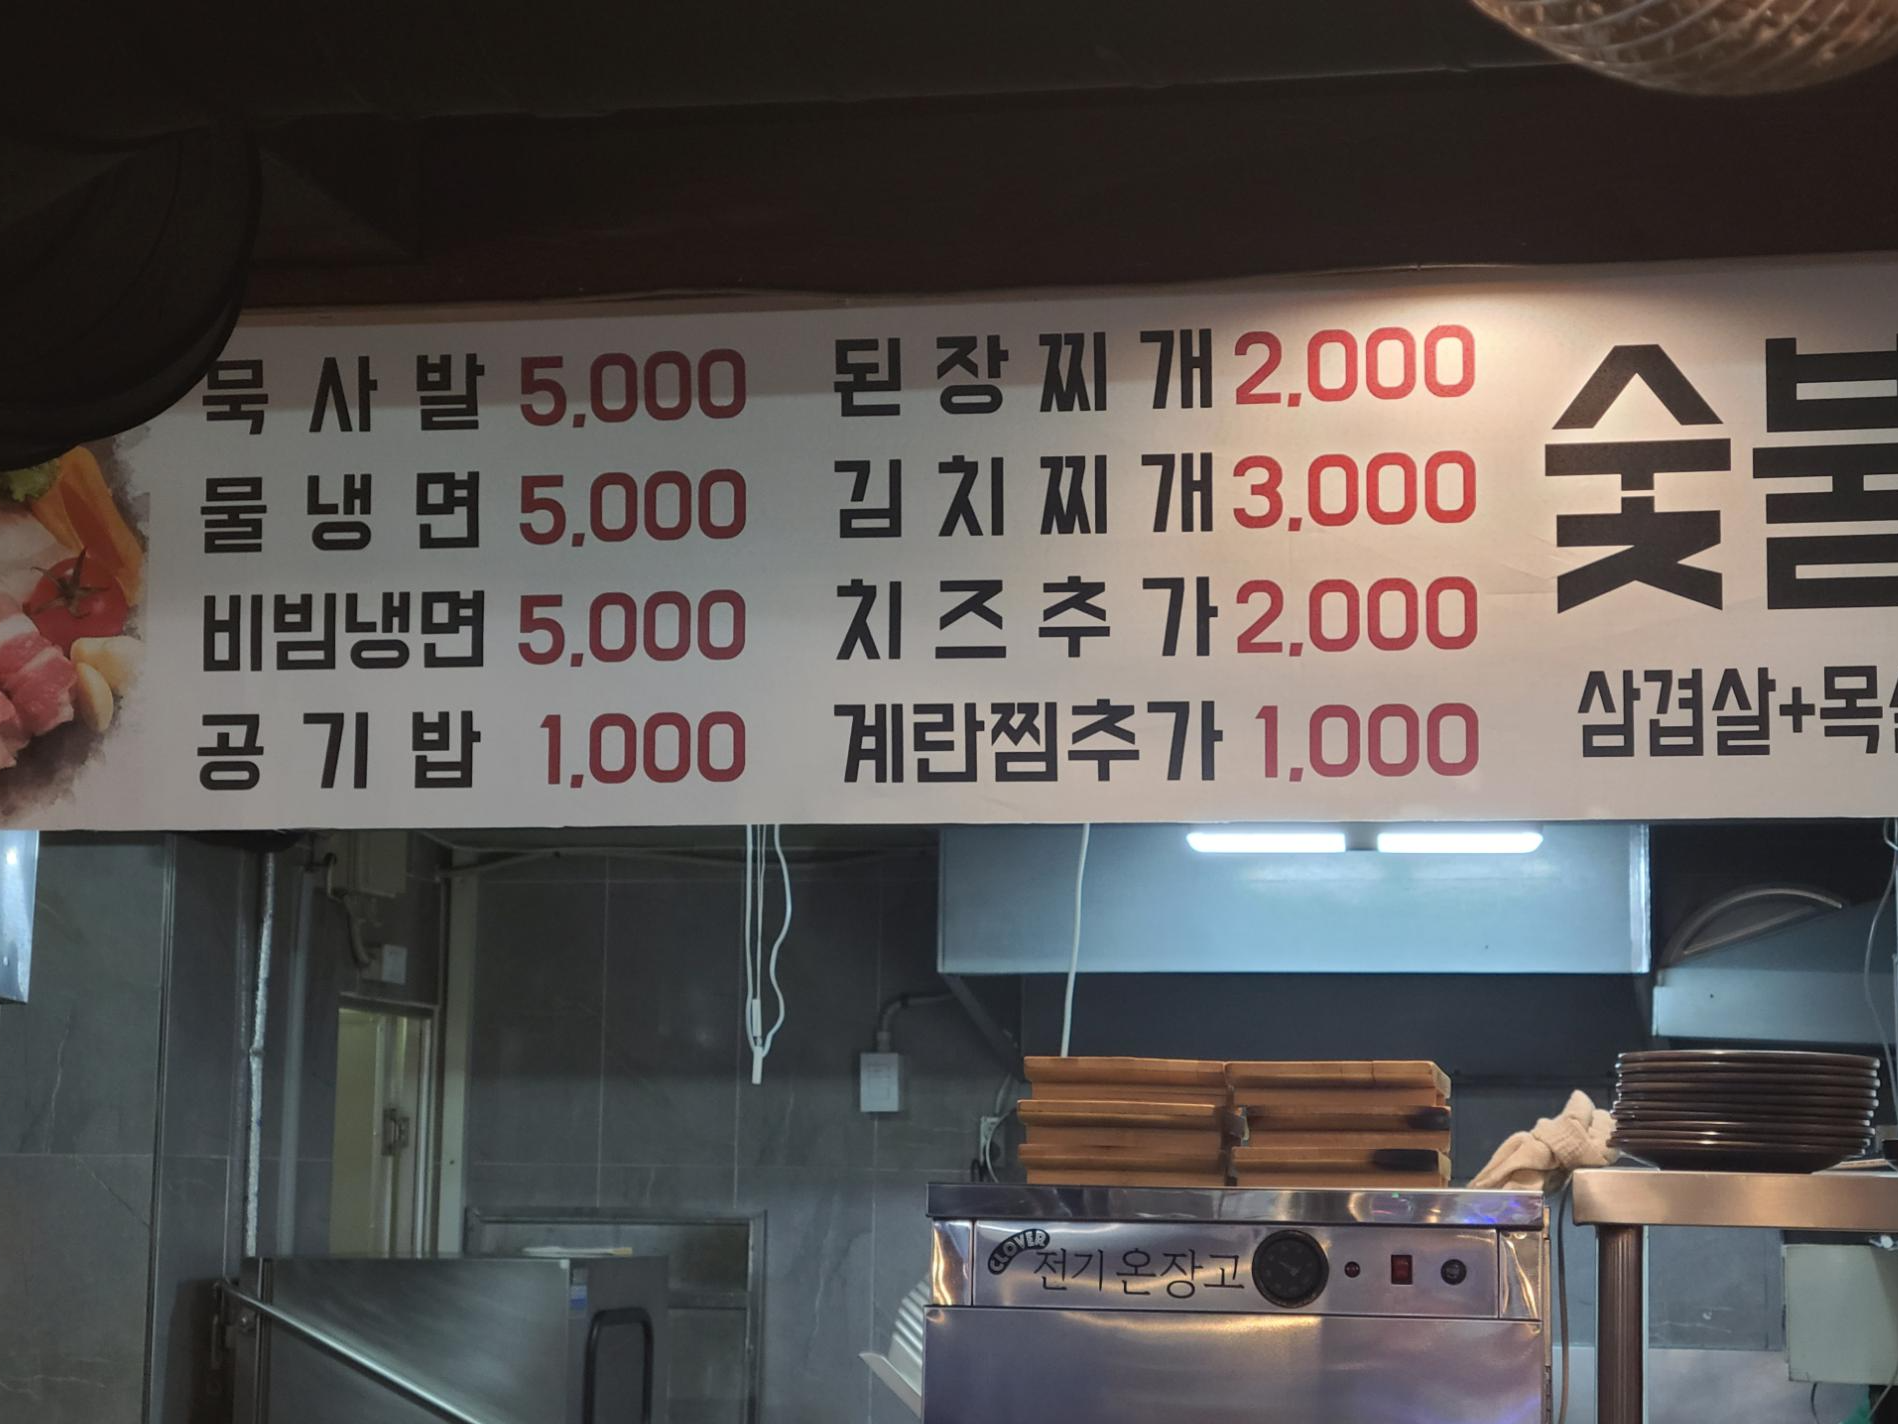 묵사발 5,000
물냉면 5,000
비빔냉면 5,000
공기밥 1,000
된장찌개 2,000
김치찌개 3,000
치즈추가 2,000
계란찜추가 1,000
숯불
삼겹살+목살
CLOVER 전기온장고